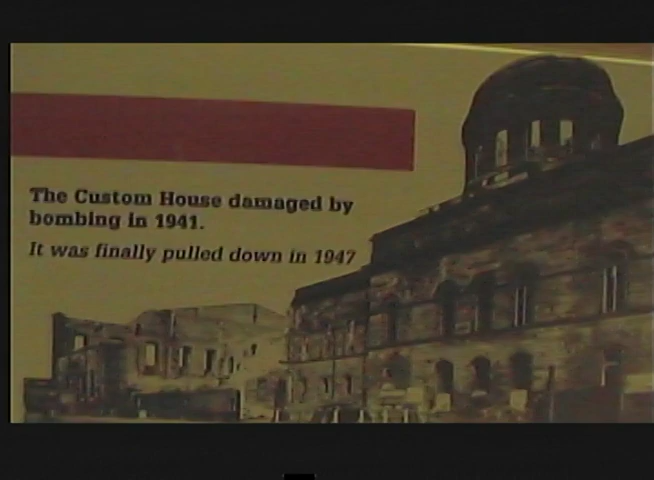 The Custom House damaged by
bombing in 1941.
It was finally pulled down in 1947